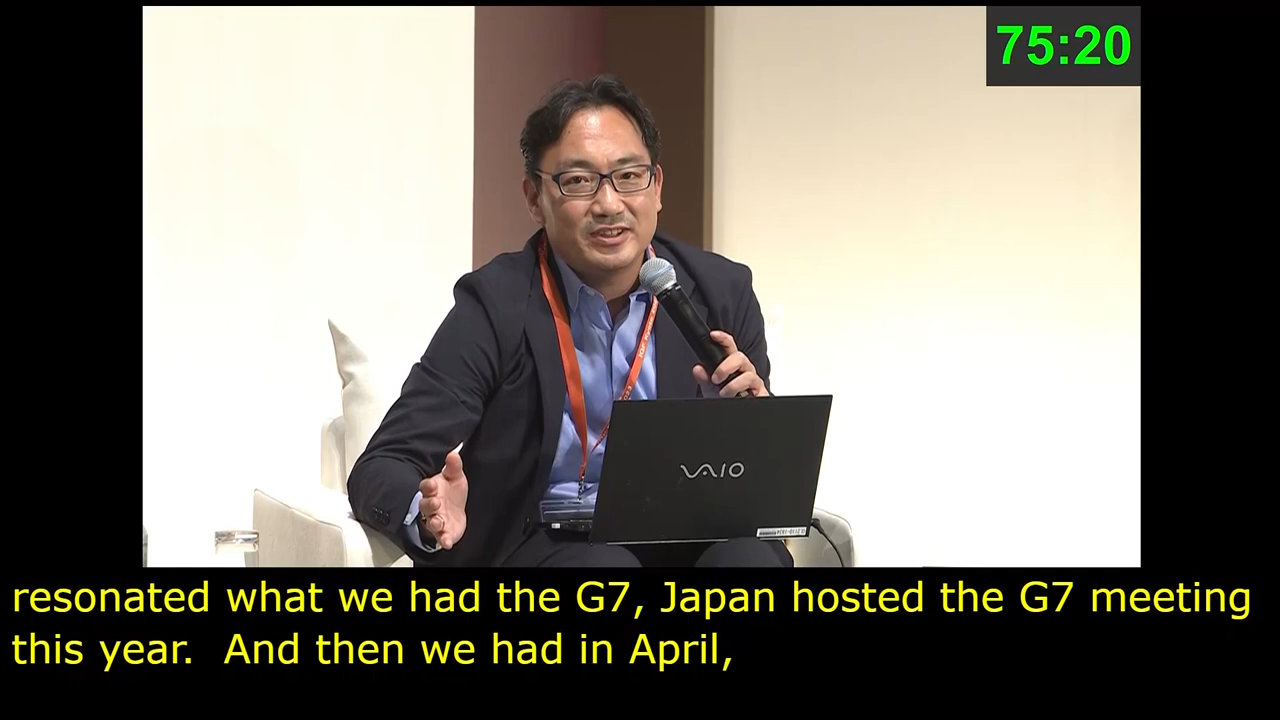 75:20
VAIO
resonated what we had the G7, Japan hosted the G7 meeting
this year.  And then we had in April,